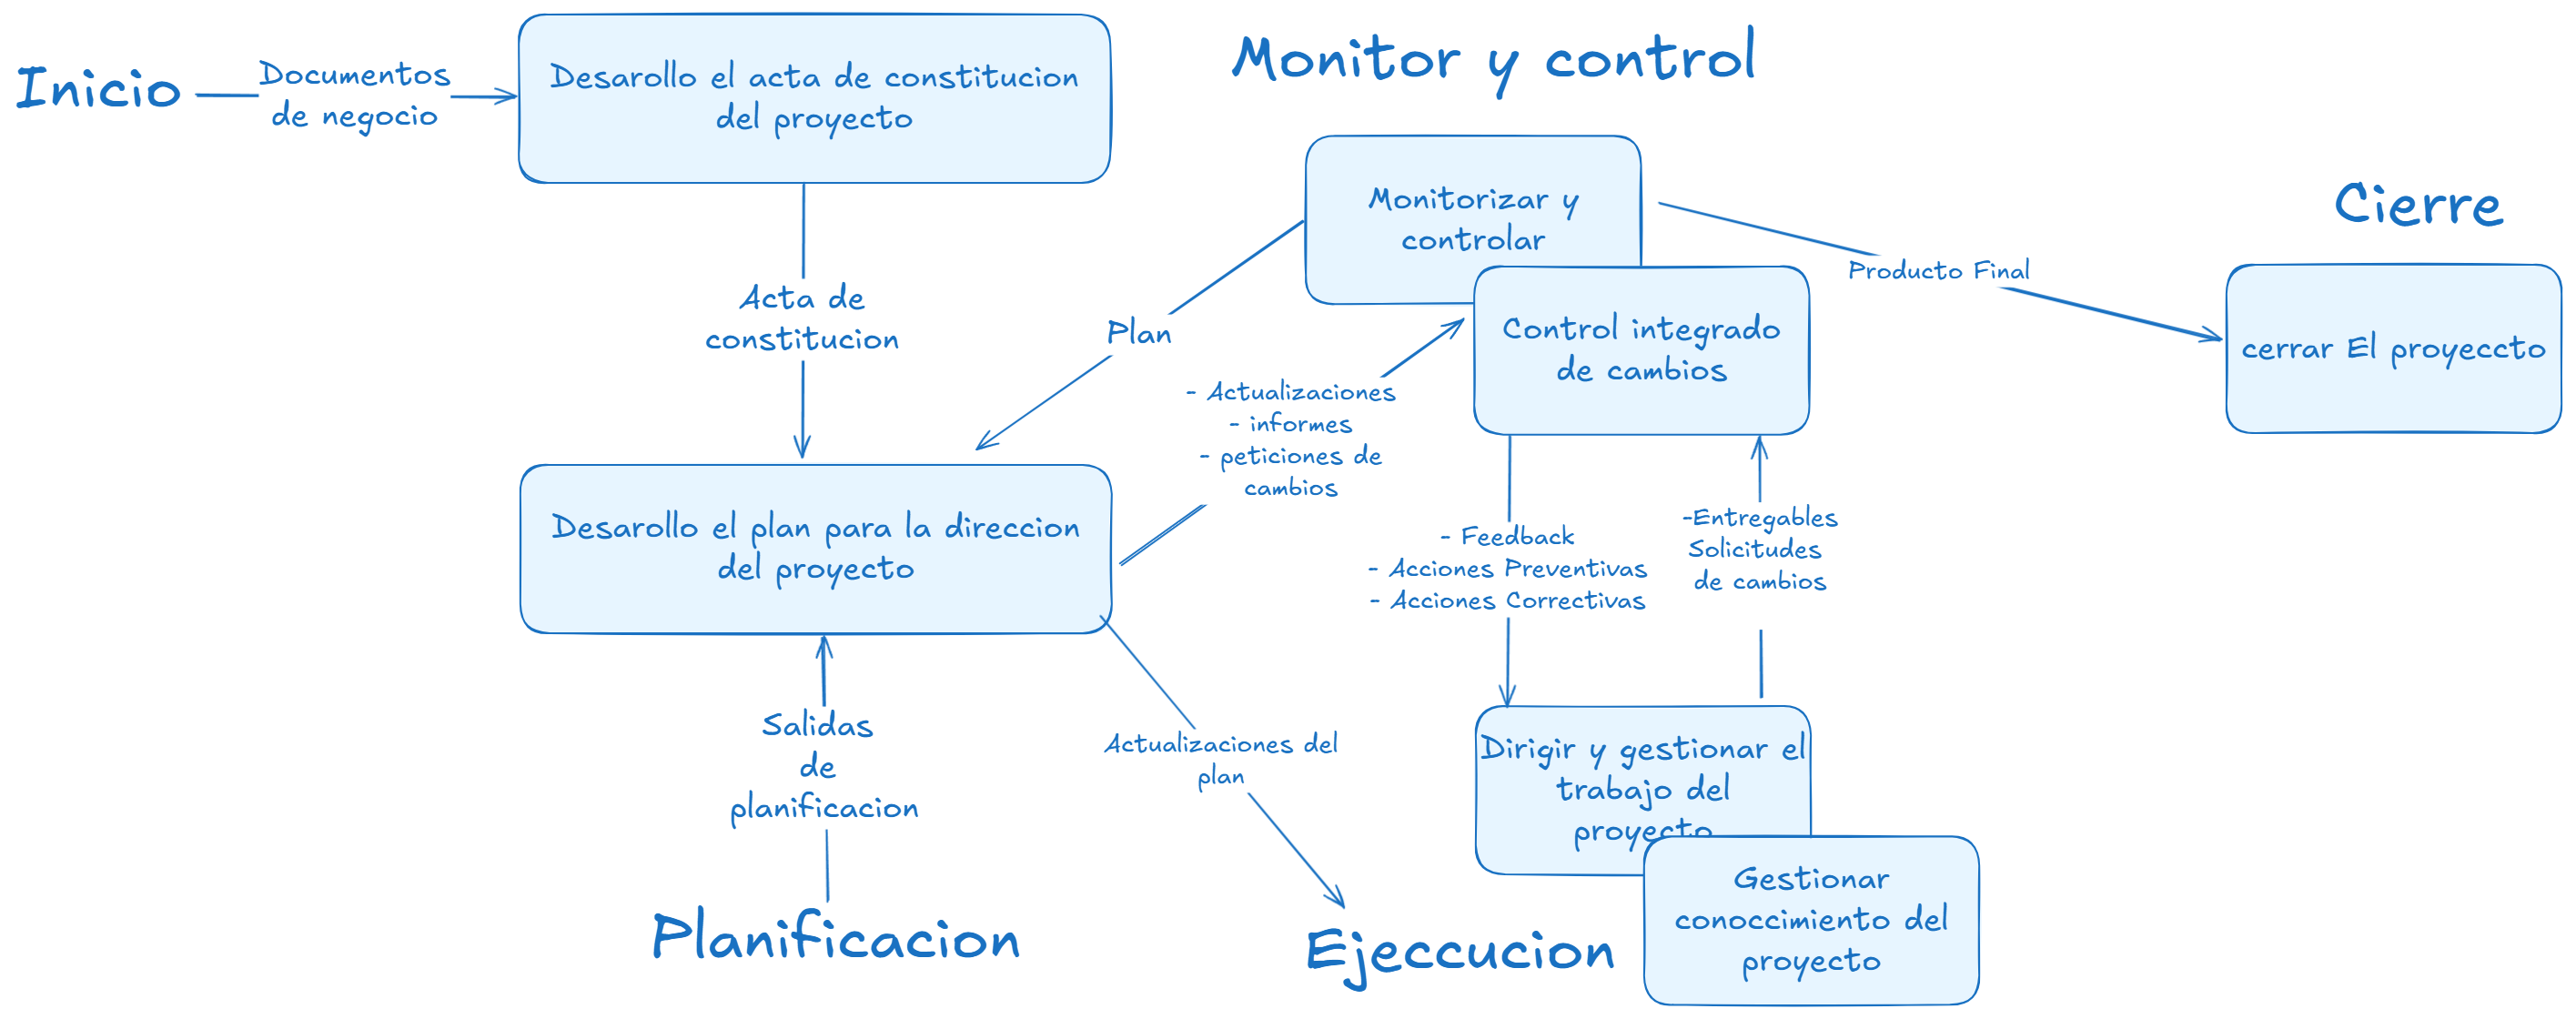 Inicio
Documentos
de negocio
Desarollo el acta de constitucion
del proyecto
Acta de
constitucion
Desarollo el plan para la direccion
del proyecto
Salidas
de
planificacion
Planificacion
Monitor y control
Monitorizar y
controlar
Control integrado
de cambios
Plan
- Actualizaciones
- informes
- peticiones de
cambios
- Feedback
- Acciones Preventivas
- Acciones Correctivas
-Entregables
Solicitudes
de cambios
Actualizaciones del
plan
Ejeccucion
Dirigir y gestionar el
trabajo del
proyecto
Gestionar
conoccimiento del
proyecto
Producto Final
Cierre
cerrar El proyeccto